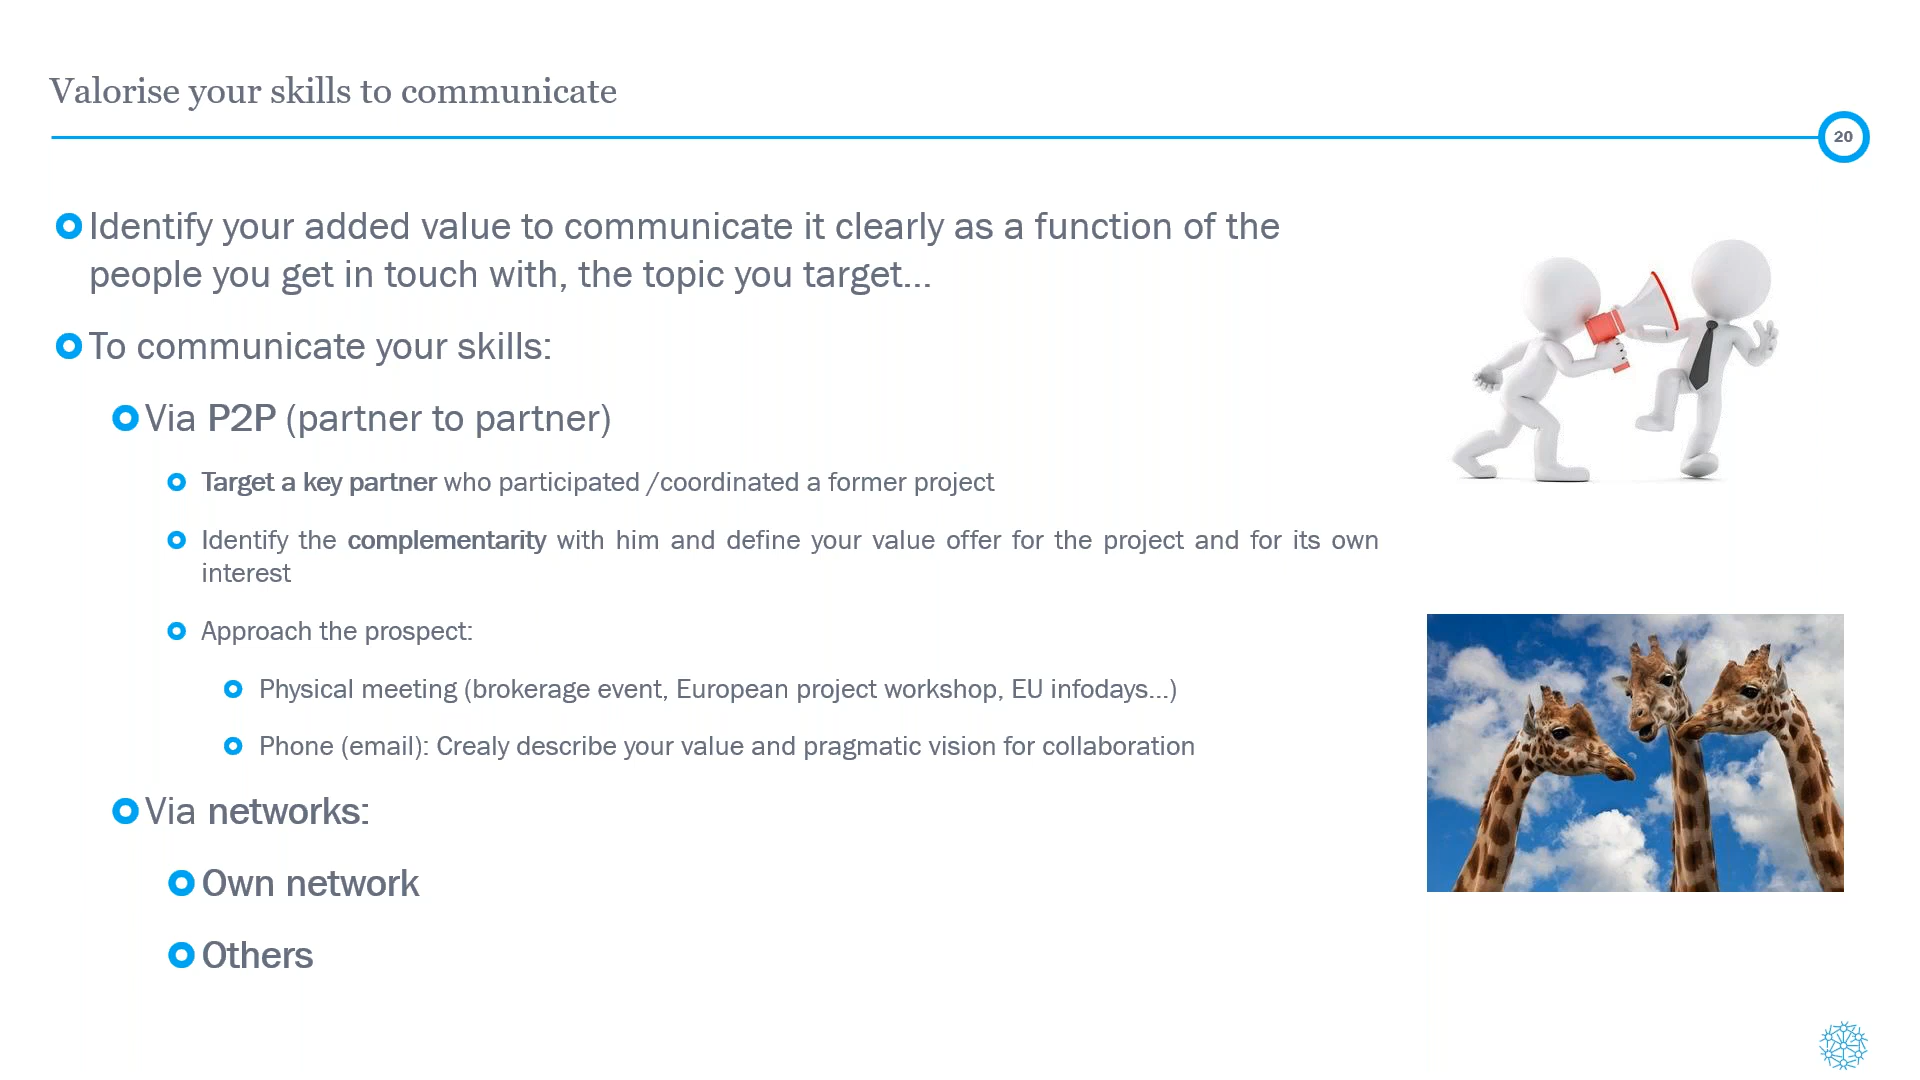 Valorise your skills to communicate
20
Identify your added value to communicate it clearly as a function of the
people you get in touch with, the topic you target...
To communicate your skills:
Via P2P (partner to partner)
Target a key partner who participated /coordinated a former project
Identify the complementarity with him and define your value offer for the project and for its own
interest
Approach the prospect:
Physical meeting (brokerage event, European project workshop, EU infodays...)
Phone (email): Crealy describe your value and pragmatic vision for collaboration
Via networks:
Own network
Others